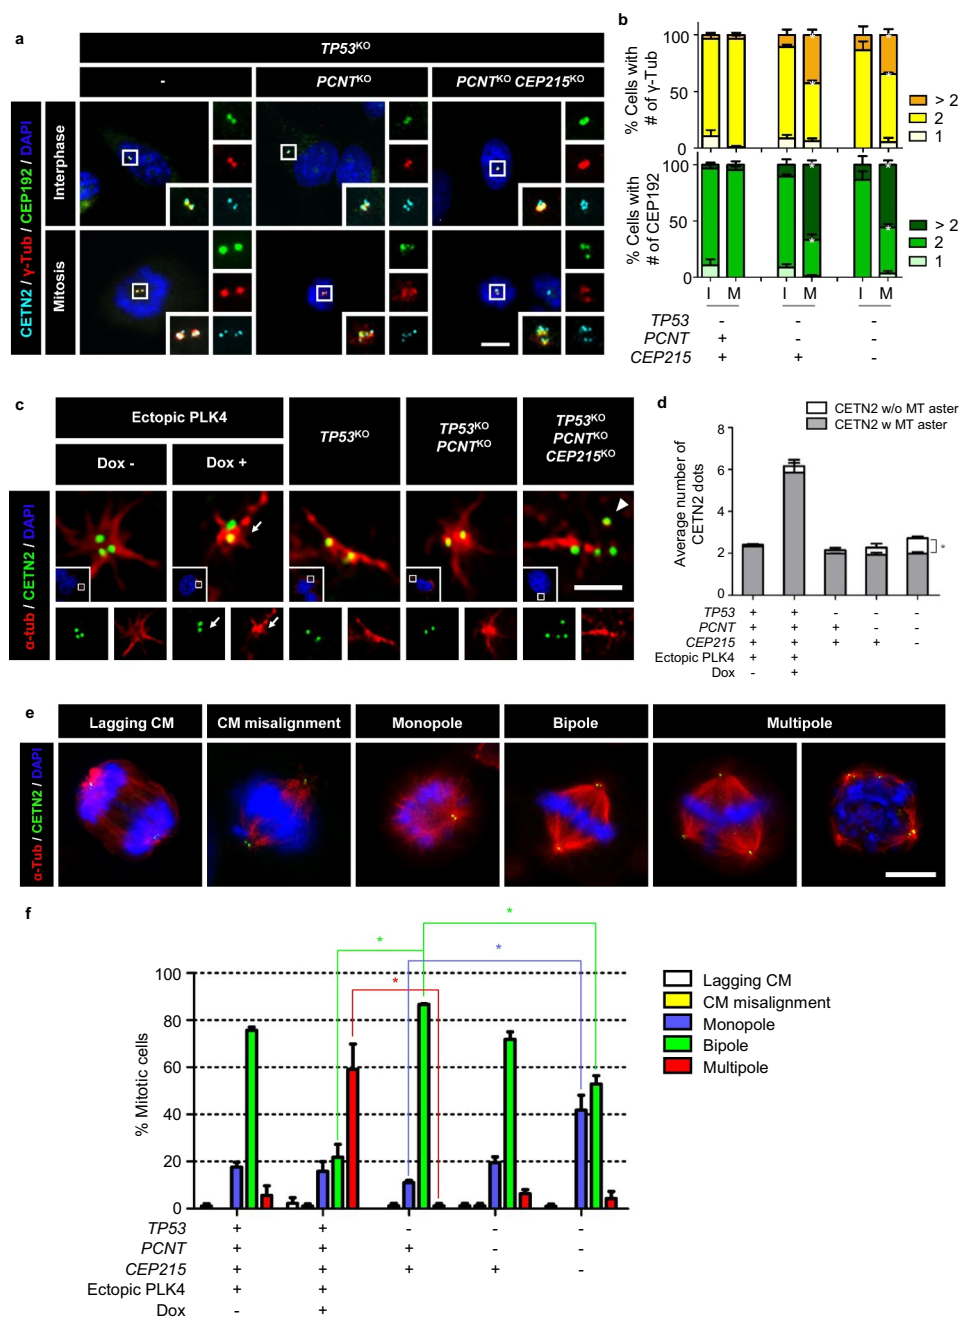 a
TP53KO
-
PCNTKO
PCNTKO CEP215KO
CETN2 / γ-Tub / CEP192 / DAPI
Interphase
Mitosis
b
% Cells with
# of γ-Tub
100
50
0
> 2
2
1
% Cells with
# of CEP192
100
50
0
> 2
2
1
I M I M I M
TP53 - - -
PCNT + - -
CEP215 + + -
c
Ectopic PLK4
Dox -
Dox +
TP53KO
TP53KO
PCNTKO
TP53KO
PCNTKO
CEP215KO
α-tub / CETN2 / DAPI
d
CETN2 w/o MT aster
CETN2 w MT aster
Average number of
CETN2 dots
8
6
4
2
0
*
TP53 + + - - -
PCNT + + + - -
CEP215 + + + + -
Ectopic PLK4 + +
Dox - +
e
Lagging CM
CM misalignment
Monopole
Bipole
Multipole
α-Tub / CETN2 / DAPI
f
% Mitotic cells
100
80
60
40
20
0
* * * *
Lagging CM
CM misalignment
Monopole
Bipole
Multipole
TP53 + + - - -
PCNT + + + - -
CEP215 + + + + -
Ectopic PLK4 + +
Dox - +